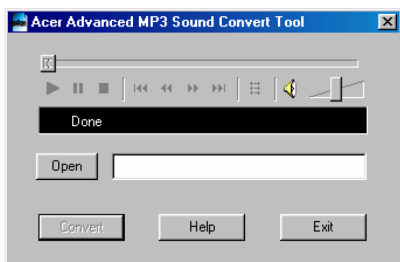 Acer Advanced MP3 Sound Convert Tool
Done
Open
Convert
Help
Exit